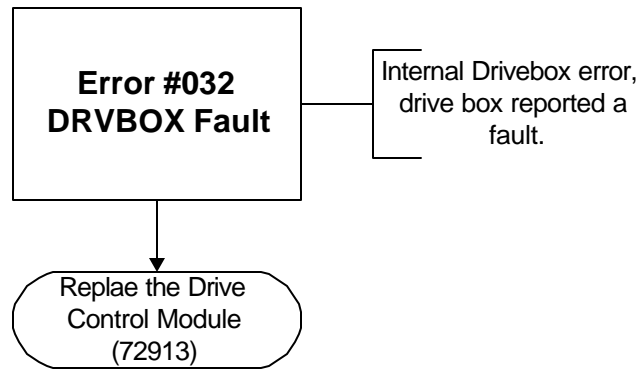 Error #032
DRVBOX Fault
Internal Drivebox error,
drive box reported a
fault.
Replae the Drive
Control Module
(72913)